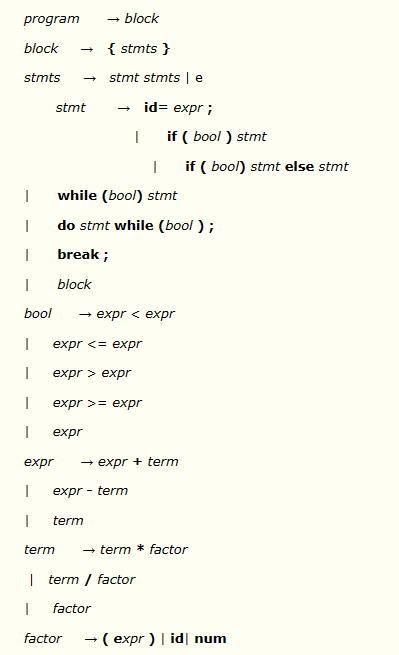 program → block
block → { stmts }
stmts → stmt stmts | e
stmt → id= expr ;
| if ( bool ) stmt
| if ( bool) stmt else stmt
| while (bool) stmt
| do stmt while (bool ) ;
| break ;
| block
bool → expr < expr
| expr <= expr
| expr > expr
| expr >= expr
| expr
expr → expr + term
| expr – term
| term
term → term * factor
| term / factor
| factor
factor → ( expr ) | id| num